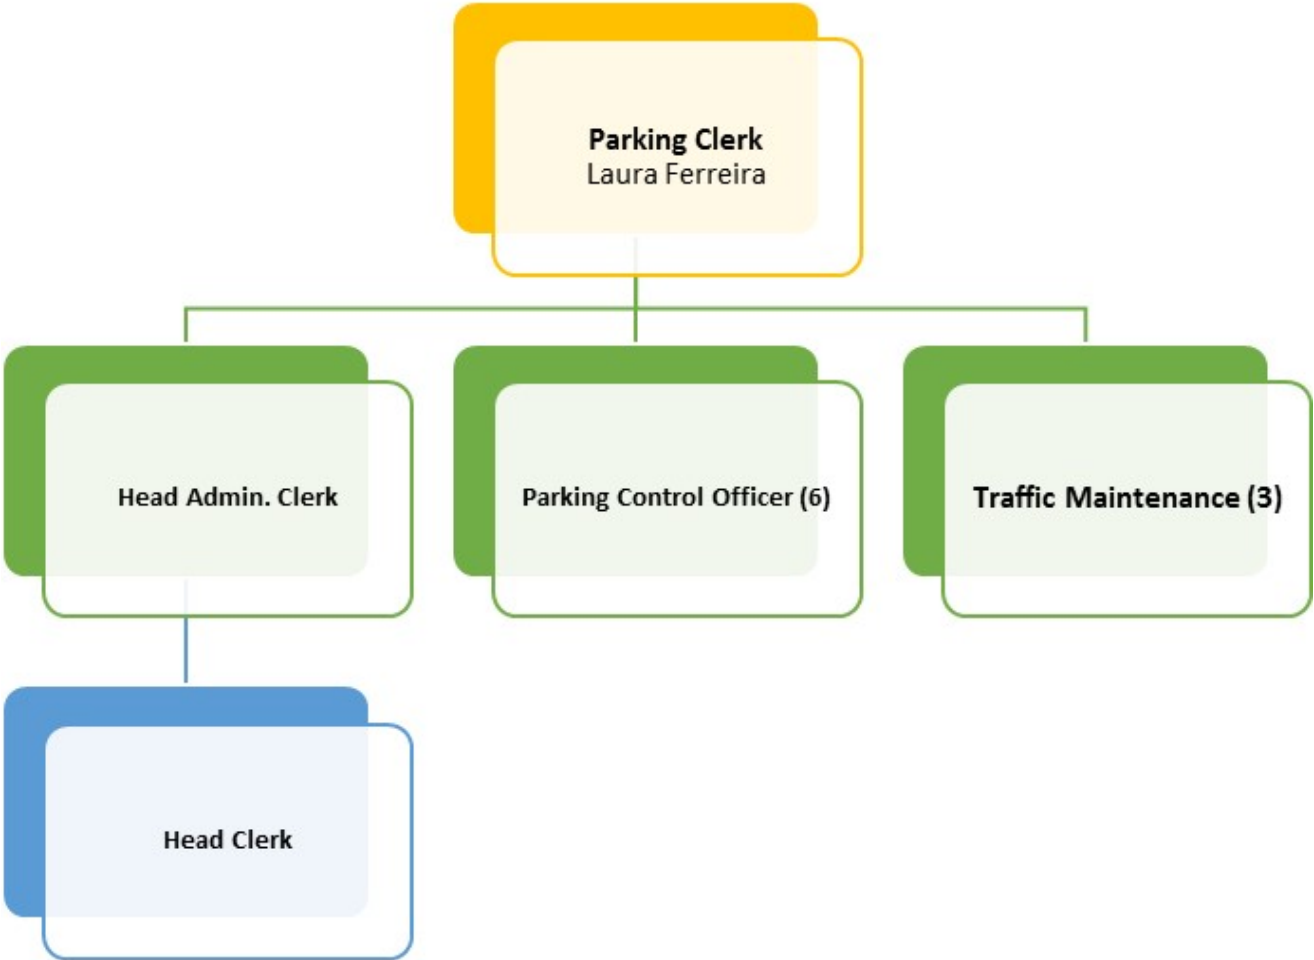 Parking Clerk
Laura Ferreira
Head Admin. Clerk
Parking Control Officer (6)
Traffic Maintenance (3)
Head Clerk